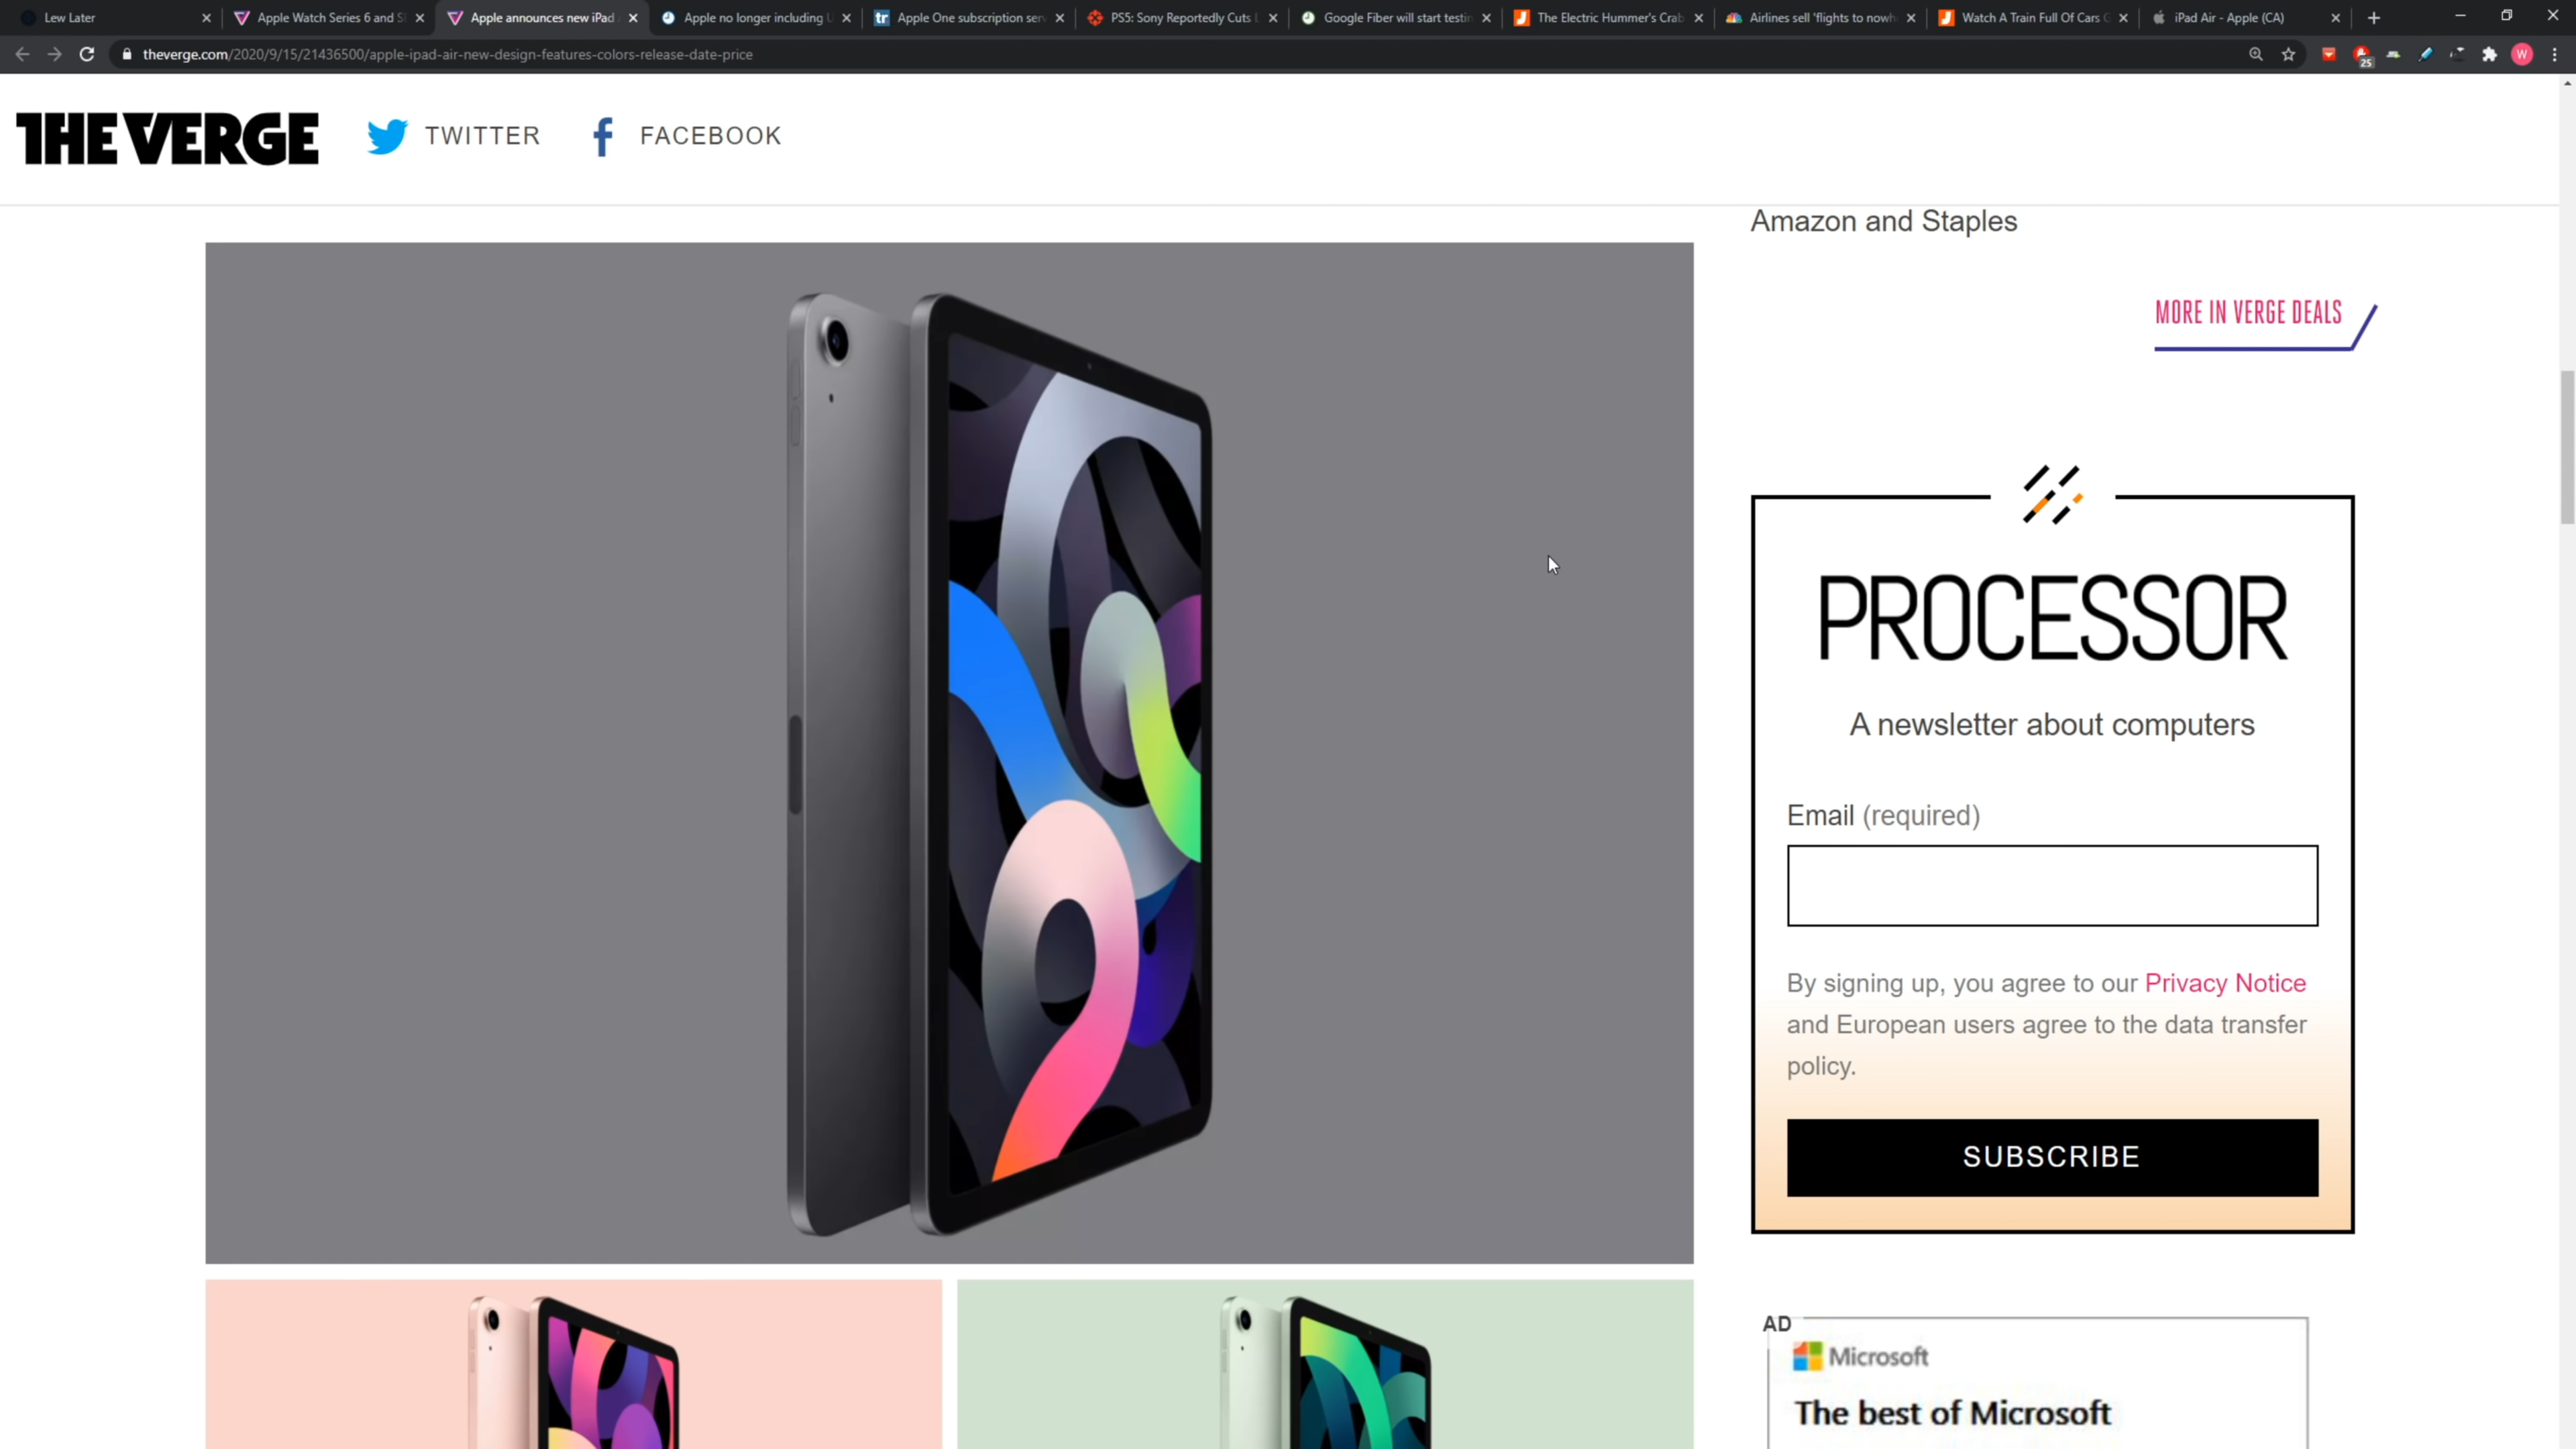 Lew Later
Apple Watch Series 6 and S
Apple announces new iPad
Apple no longer including U
tr Apple One subscription serv
PS5: Sony Reportedly Cuts
Google Fiber will start testin
The Electric Hummer's Crab
Airlines sell 'flights to nowh
Watch A Train Full Of Cars G
iPad Air - Apple (CA)
theverge.com/2020/9/15/21436500/apple-ipad-air-new-design-features-colors-release-date-price
25
W
THE VERGE
TWITTER
FACEBOOK
Amazon and Staples
MORE IN VERGE DEALS
PROCESSOR
A newsletter about computers
Email (required)
By signing up, you agree to our Privacy Notice
and European users agree to the data transfer
policy.
SUBSCRIBE
AD
Microsoft
The best of Microsoft